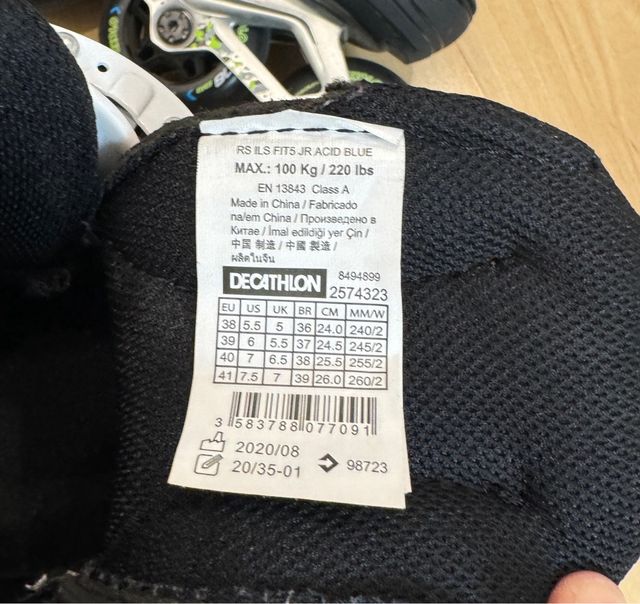 RS ILS FIT5 JR ACID BLUE
MAX.: 100 Kg / 220 lbs
EN 13843 Class A
Made in China / Fabricado
na/em China / Произведено в
Китае / İmal edildiği yer Çin /
中国 制造 / 中國 製造 /
ผลิตในจีน
8494899
DECATHLON 2574323
EU US UK BR CM MM/W
38 5.5 5 36 24.0 240/2
39 6 5.5 37 24.5 245/2
40 7 6.5 38 25.5 255/2
41 7.5 7 39 26.0 260/2
3 583788 077091
2020/08
20/35-01 98723